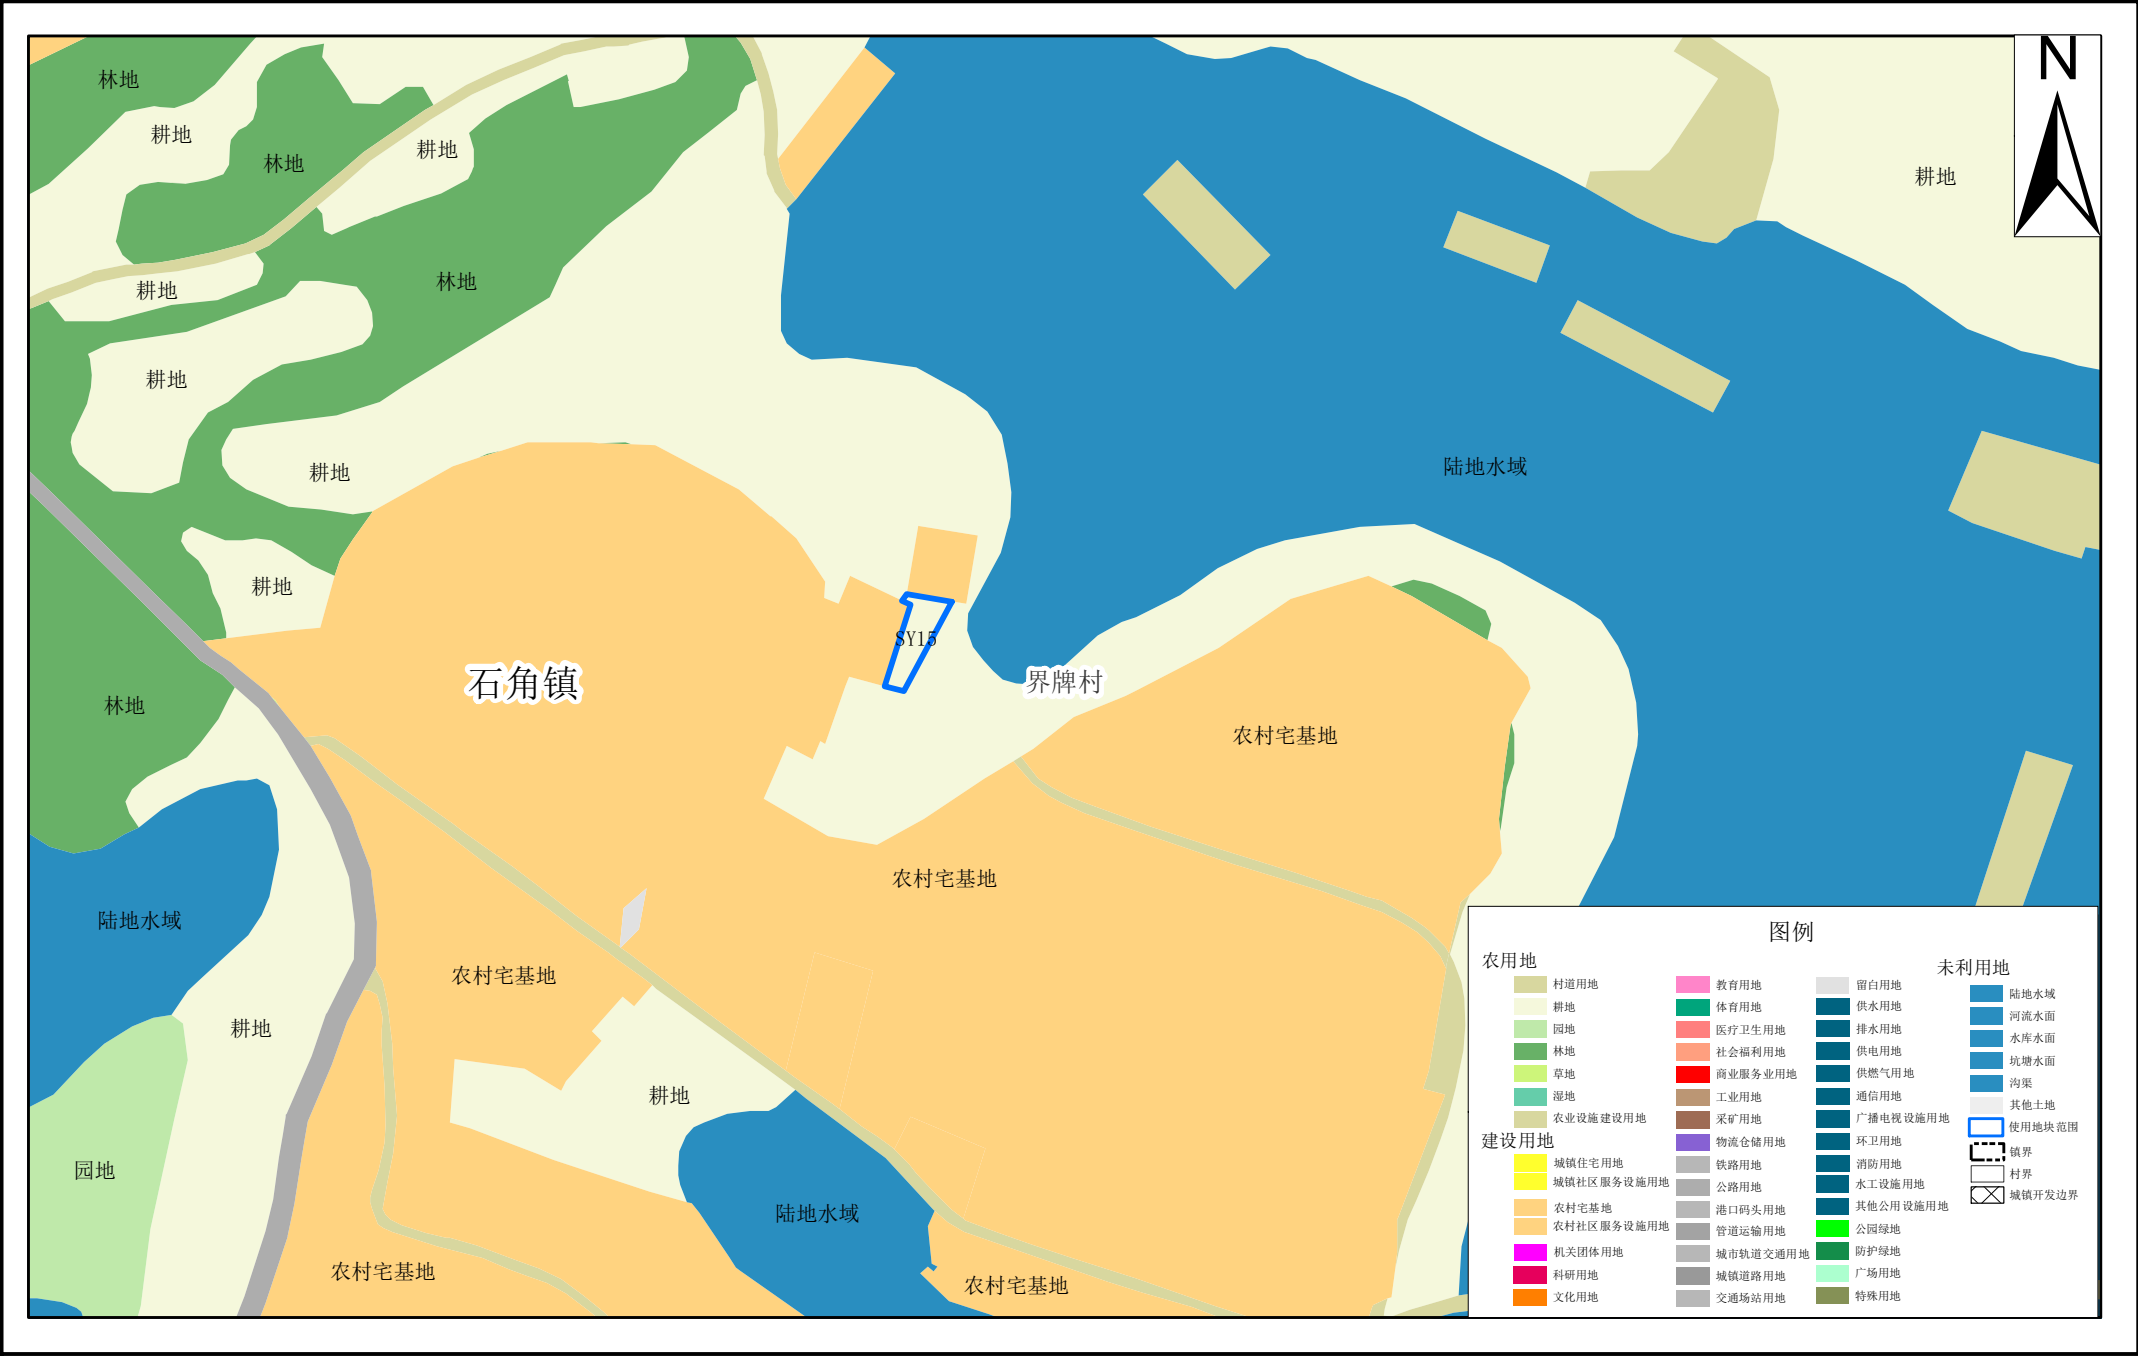 N
林地
耕地
林地
耕地
耕地
林地
耕地
耕地
耕地
陆地水域
耕地
SY15
石角镇
界牌村
林地
农村宅基地
农村宅基地
陆地水域
农村宅基地
耕地
耕地
园地
陆地水域
农村宅基地
农村宅基地
图例
农用地
村道用地
耕地
园地
林地
草地
湿地
农业设施建设用地
建设用地
城镇住宅用地
城镇社区服务设施用地
农村宅基地
农村社区服务设施用地
机关团体用地
科研用地
文化用地
教育用地
体育用地
医疗卫生用地
社会福利用地
商业服务业用地
工业用地
采矿用地
物流仓储用地
铁路用地
公路用地
港口码头用地
管道运输用地
城市轨道交通用地
城镇道路用地
交通场站用地
留白用地
供水用地
排水用地
供电用地
供燃气用地
通信用地
广播电视设施用地
环卫用地
消防用地
水工设施用地
其他公用设施用地
公园绿地
防护绿地
广场用地
特殊用地
未利用地
陆地水域
河流水面
水库水面
坑塘水面
沟渠
其他土地
使用地块范围
镇界
村界
城镇开发边界